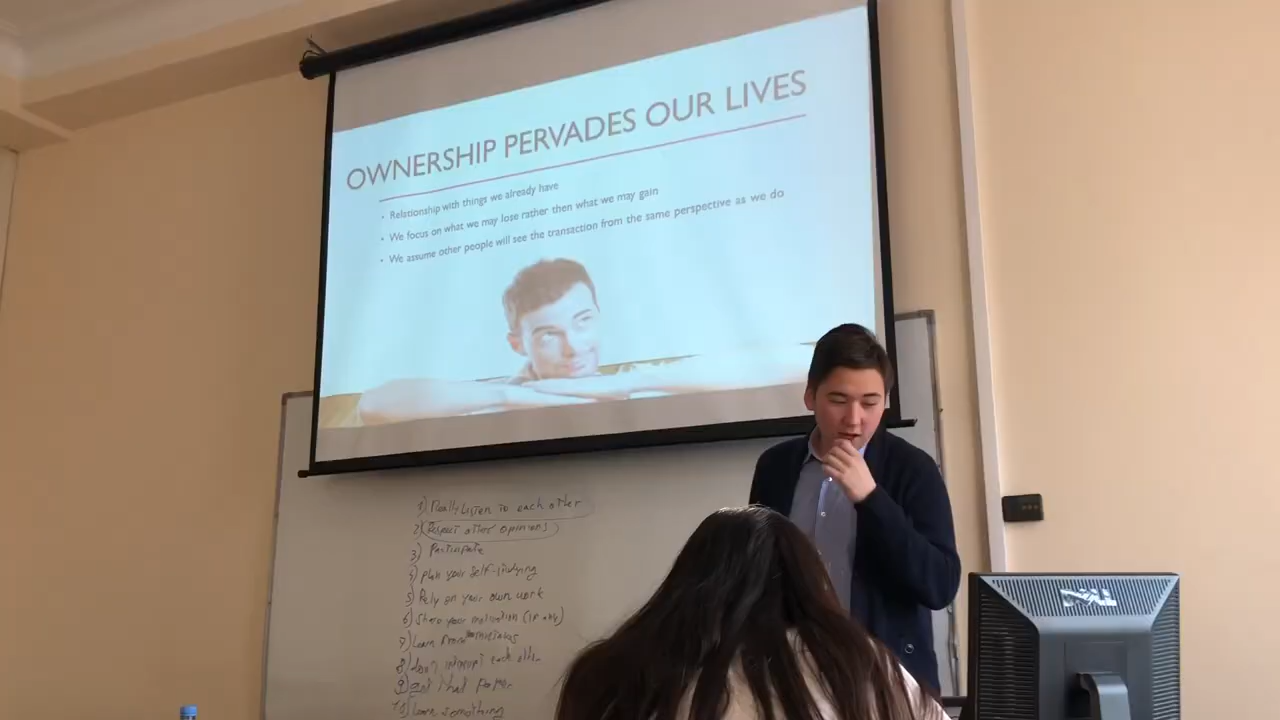 OWNERSHIP PERVADES OUR LIVES
• Relationship with things we already have
• We focus on what we may lose rather then what we may gain
• We assume other people will see the transaction from the same perspective as we do
1) Really listen to each other
2) Respect other opinions
3) Participate
4) Plan your self-studying
5) Rely on your own work
6) Share your motivation (if any)
7) Learn from mistakes
8) Don't interrupt each other
9)
10) Learn something
DELL